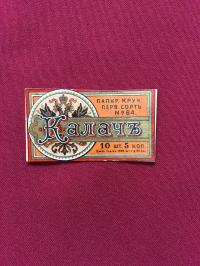 ПАПИР. КРУЧ.
ПЕРВ. СОРТЪ
№ 64.
Калачъ
10 шт. 5 коп.